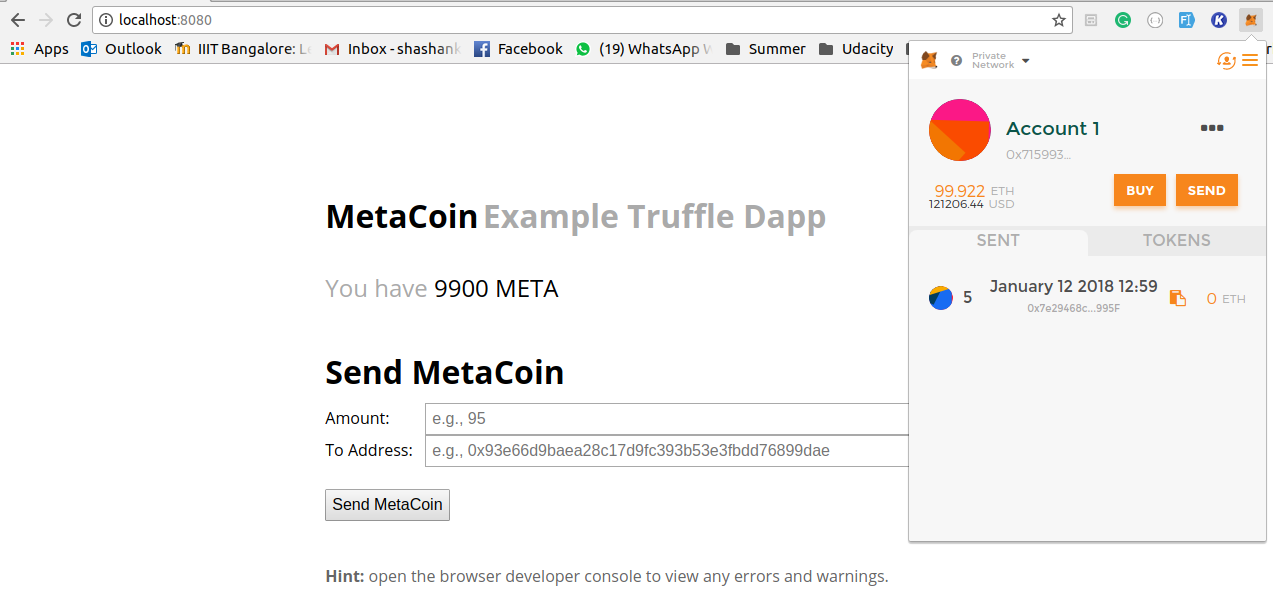 localhost:8080
Apps Outlook IIIT Bangalore: Inbox - shashank Facebook (19) WhatsApp Summer Udacity
Private
Network
Account 1
0x715993...
99.922 ETH
121206.44 USD
BUY SEND
SENT TOKENS
5 January 12 2018 12:59 0 ETH
0x7e29468c...995F
MetaCoin Example Truffle Dapp
You have 9900 META
Send MetaCoin
Amount: e.g., 95
To Address: e.g., 0x93e66d9baea28c17d9fc393b53e3fbdd76899dae
Send MetaCoin
Hint: open the browser developer console to view any errors and warnings.